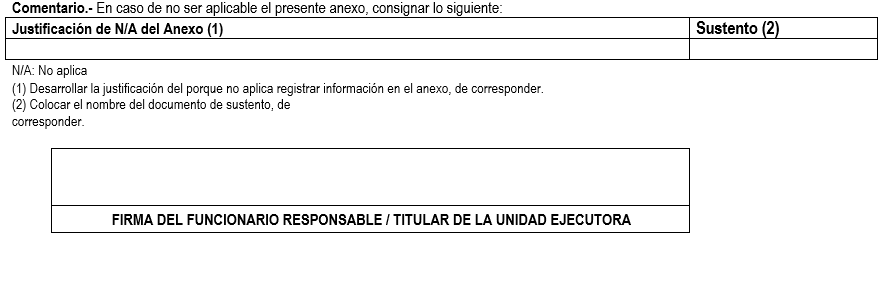 Comentario.- En caso de no ser aplicable el presente anexo, consignar lo siguiente:
Justificación de N/A del Anexo (1) Sustento (2)
N/A: No aplica
(1) Desarrollar la justificación del porque no aplica registrar información en el anexo, de corresponder.
(2) Colocar el nombre del documento de sustento, de
corresponder.
FIRMA DEL FUNCIONARIO RESPONSABLE / TITULAR DE LA UNIDAD EJECUTORA